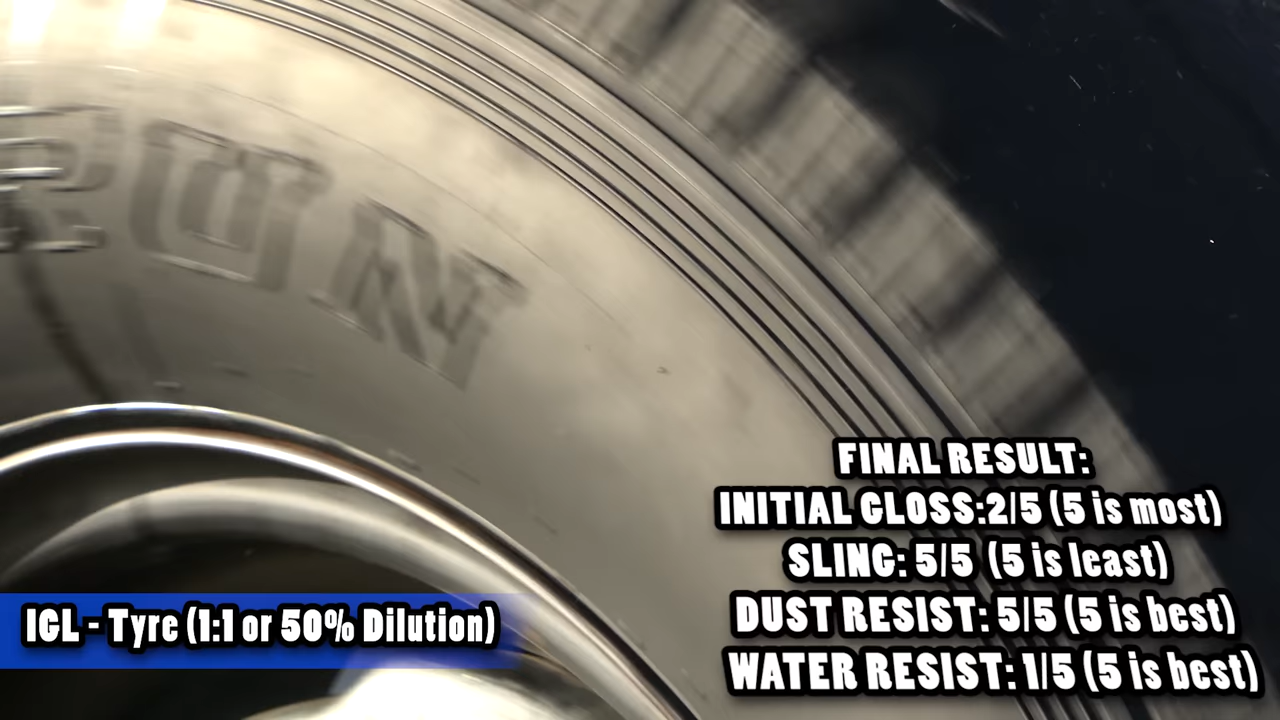 RUN
FINAL RESULT:
INITIAL GLOSS:2/5 (5 is most)
SLING: 5/5 (5 is least)
DUST RESIST: 5/5 (5 is best)
WATER RESIST: 1/5 (5 is best)
IGL - Tyre (1:1 or 50% Dilution)